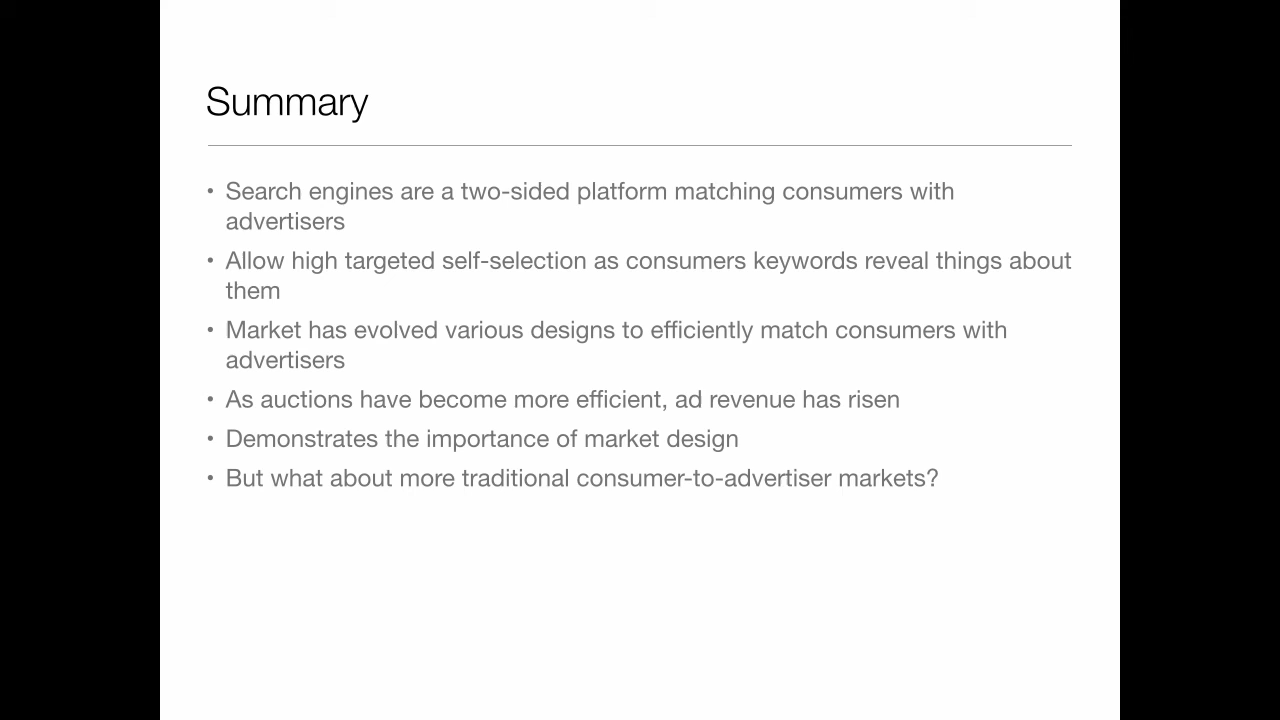 Summary
• Search engines are a two-sided platform matching consumers with
advertisers
• Allow high targeted self-selection as consumers keywords reveal things about
them
• Market has evolved various designs to efficiently match consumers with
advertisers
• As auctions have become more efficient, ad revenue has risen
• Demonstrates the importance of market design
• But what about more traditional consumer-to-advertiser markets?